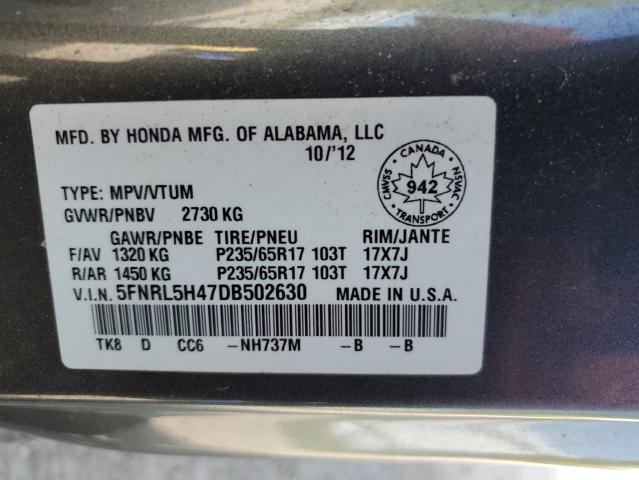 MFD. BY HONDA MFG. OF ALABAMA, LLC
10/'12
CANADA
CMVSS 942 NSVAC
TRANSPORT
TYPE: MPV/VTUM
GVWR/PNBV 2730 KG
GAWR/PNBE TIRE/PNEU RIM/JANTE
F/AV 1320 KG P235/65R17 103T 17X7J
R/AR 1450 KG P235/65R17 103T 17X7J
V.I.N. 5FNRL5H47DB502630 MADE IN U.S.A.
TK8 D CC6 -NH737M -B -B